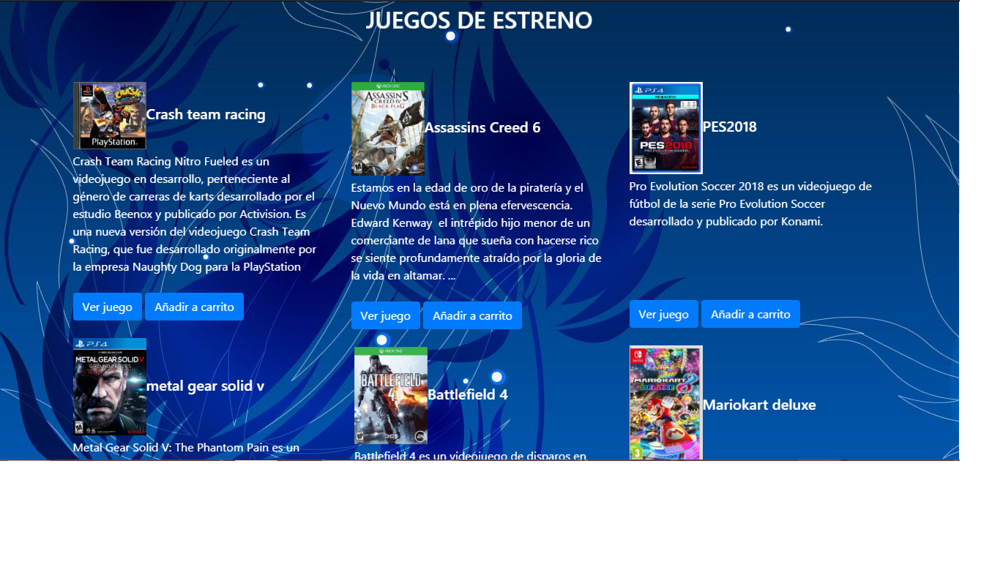 JUEGOS DE ESTRENO
CRASH
PlayStation
Crash team racing
Crash Team Racing Nitro Fueled es un
videojuego en desarrollo, perteneciente al
género de carreras de karts desarrollado por el
estudio Beenox y publicado por Activision. Es
una nueva versión del videojuego Crash Team
Racing, que fue desarrollado originalmente por
la empresa Naughty Dog para la PlayStation
Ver juego
Añadir a carrito
XBOX ONE
ASSASSIN'S
CREED IV
BLACK FLAG
Assassins Creed 6
Estamos en la edad de oro de la piratería y el
Nuevo Mundo está en plena efervescencia.
Edward Kenway  el intrépido hijo menor de un
comerciante de lana que sueña con hacerse rico
se siente profundamente atraído por la gloria de
la vida en altamar. ...
Ver juego
Añadir a carrito
PS4
PES2018
PRO EVOLUTION SOCCER
KONAMI
PES2018
Pro Evolution Soccer 2018 es un videojuego de
fútbol de la serie Pro Evolution Soccer
desarrollado y publicado por Konami.
Ver juego
Añadir a carrito
PS4
METAL GEAR SOLID V
GROUND ZEROES
KONAMI
metal gear solid v
Metal Gear Solid V: The Phantom Pain es un
XBOX ONE
BATTLEFIELD
4
DICE
EA
Battlefield 4
Battlefield 4 es un videojuego de disparos en
MARIOKART 8
DELUXE
3
Mariokart deluxe